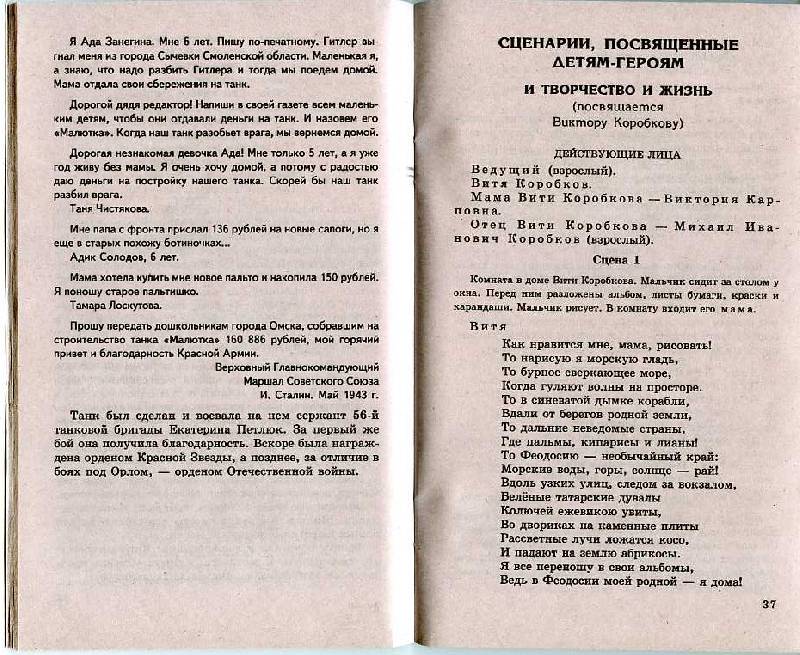 Я Ада Занегина. Мне 6 лет. Пишу по-печатному. Гитлер вы-
гнал меня из города Сычевки Смоленской области. Маленькая я,
а знаю, что надо разбить Гитлера и тогда мы поедем домой.
Мама отдала свои сбережения на танк.
Дорогой дядя редактор! Напиши в своей газете всем малень-
ким детям, чтобы они отдавали деньги на танк. И назовем его
«Малютка». Когда наш танк разобьет врага, мы вернемся домой.
Дорогая незнакомая девочка Ада! Мне только 5 лет, а я уже
год живу без мамы. Я очень хочу домой, а потому с радостью
даю деньги на постройку нашего танка. Скорей бы наш танк
разбил врага.
Таня Чистякова.
Мне папа с фронта прислал 136 рублей на новые сапоги, но я
еще в старых похожу ботиночках...
Адик Солодов, 6 лет.
Мама хотела купить мне новое пальто и накопила 150 рублей.
Я поношу старое пальтишко.
Тамара Лоскутова.
Прошу передать дошкольникам города Омска, собравшим на
строительство танка «Малютка» 160 886 рублей, мой горячий
привет и благодарность Красной Армии.
Верховный Главнокомандующий
Маршал Советского Союза
И. Сталин. Май 1943 г.
Танк был сделан и воевала на нем сержант 56-й
танковой бригады Екатерина Петлюк. За первый же
бой она получила благодарность. Вскоре была награж-
дена орденом Красной Звезды, а позднее, за отличие в
боях под Орлом, — орденом Отечественной войны.
СЦЕНАРИИ, ПОСВЯЩЕННЫЕ
ДЕТЯМ-ГЕРОЯМ
И ТВОРЧЕСТВО И ЖИЗНЬ
(посвящается
Виктору Коробкову)
ДЕЙСТВУЮЩИЕ ЛИЦА
Ведущий (взрослый).
Витя Коробков.
Мама Вити Коробкова — Виктория Кар-
повна.
Отец Вити Коробкова — Михаил Ива-
нович Коробков (взрослый).
Сцена 1
Комната в доме Вити Коробкова. Мальчик сидит за столом у
окна. Перед ним разложены альбом, листы бумаги, краски и
карандаши. Мальчик рисует. В комнату входит его мама.
Витя
Как нравится мне, мама, рисовать!
То нарисую я морскую гладь,
То бурное сверкающее море,
Когда гуляют волны на просторе.
То в синеватой дымке корабли,
Вдали от берегов родной земли,
То дальние неведомые страны,
Где пальмы, кипарисы и лианы!
То Феодосию — необычайный край:
Морские воды, горы, солнце — рай!
Вдоль узких улиц, следом за вокзалом,
Зелёные татарские дувалы
Колючей ежевикою увиты,
Во двориках на каменные плиты
Рассветные лучи ложатся косо,
И падают на землю абрикосы.
Я все переношу в свои альбомы,
Ведь в Феодосии моей родной — я дома!
37